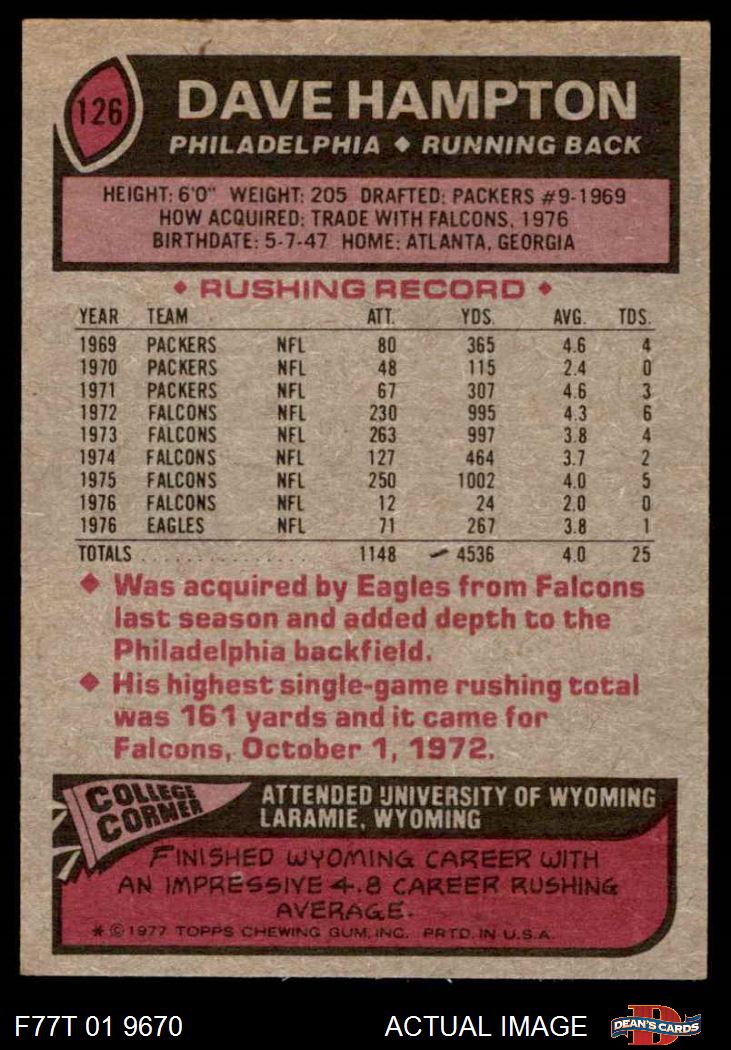 126
DAVE HAMPTON
PHILADELPHIA ♦ RUNNING BACK
HEIGHT: 6'0" WEIGHT: 205 DRAFTED: PACKERS #9-1969
HOW ACQUIRED: TRADE WITH FALCONS, 1976
BIRTHDATE: 5-7-47 HOME: ATLANTA, GEORGIA
♦ RUSHING RECORD ♦
YEAR TEAM ATT. YDS. AVG. TDS.
1969 PACKERS NFL 80 365 4.6 4
1970 PACKERS NFL 48 115 2.4 0
1971 PACKERS NFL 67 307 4.6 3
1972 FALCONS NFL 230 995 4.3 6
1973 FALCONS NFL 263 997 3.8 4
1974 FALCONS NFL 127 464 3.7 2
1975 FALCONS NFL 250 1002 4.0 5
1976 FALCONS NFL 12 24 2.0 0
1976 EAGLES NFL 71 267 3.8 1
TOTALS 1148 4536 4.0 25
♦ Was acquired by Eagles from Falcons
last season and added depth to the
Philadelphia backfield.
♦ His highest single-game rushing total
was 161 yards and it came for
Falcons, October 1, 1972.
COLLEGE
CORNER
ATTENDED UNIVERSITY OF WYOMING
LARAMIE, WYOMING
FINISHED WYOMING CAREER WITH
AN IMPRESSIVE 4.8 CAREER RUSHING
AVERAGE.
* © 1977 TOPPS CHEWING GUM, INC. PRTD. IN U.S.A.
F77T 01 9670 ACTUAL IMAGE
D
DEAN'S CARDS